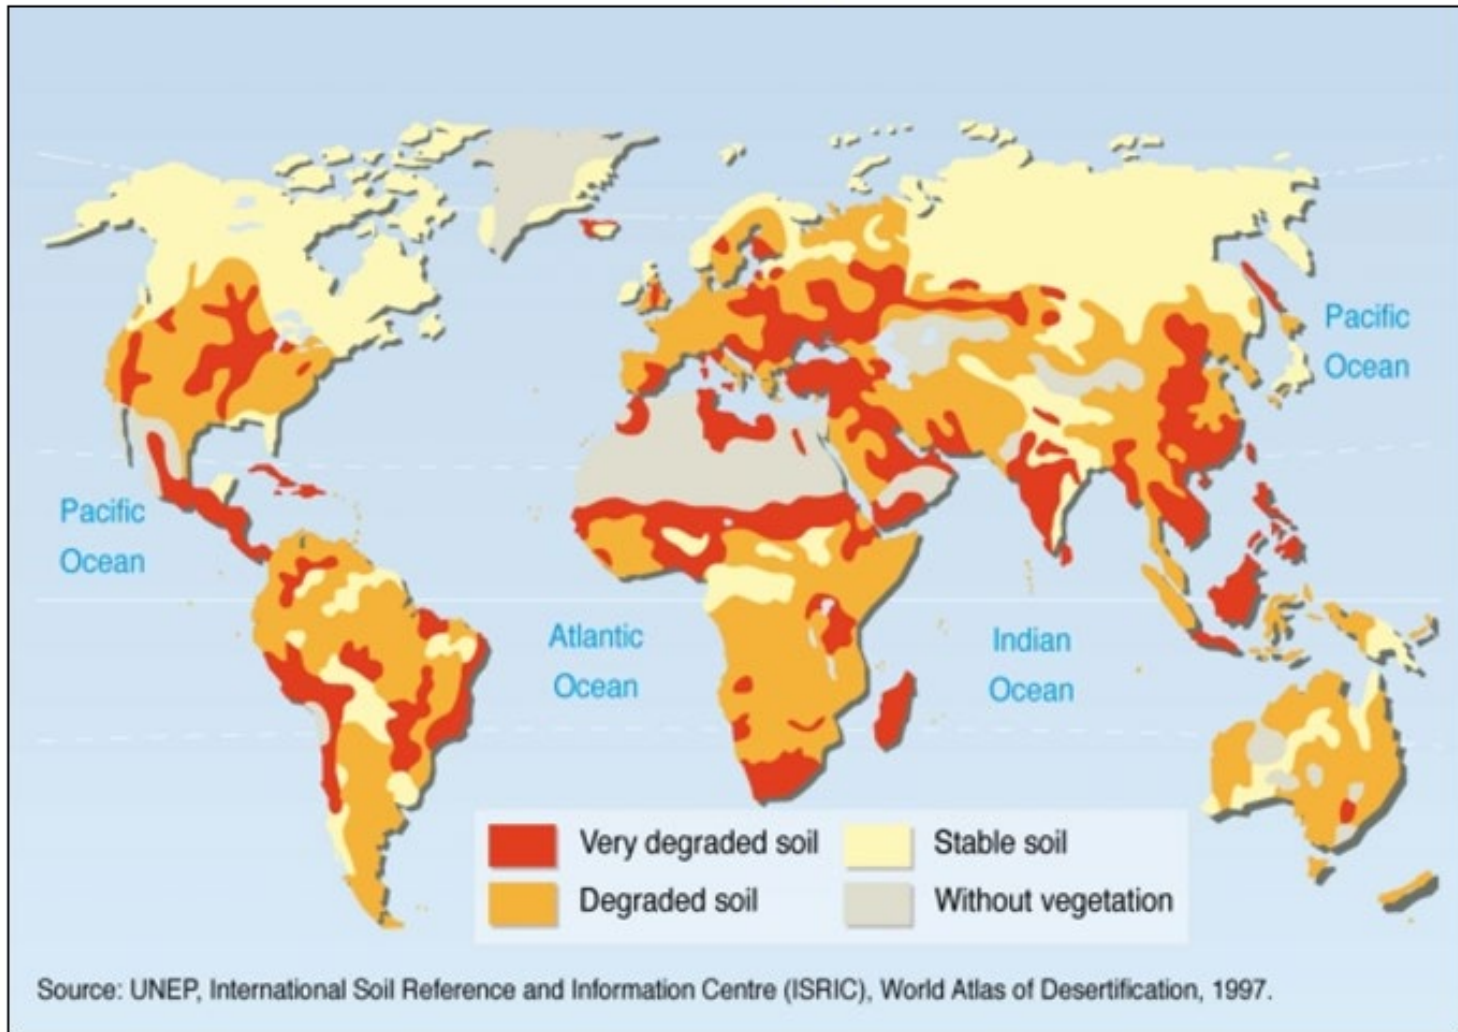 Pacific
Ocean
Pacific
Ocean
Atlantic
Ocean
Indian
Ocean
Very degraded soil
Stable soil
Degraded soil
Without vegetation
Source: UNEP, International Soil Reference and Information Centre (ISRIC), World Atlas of Desertification, 1997.